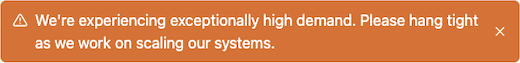 We're experiencing exceptionally high demand. Please hang tight
as we work on scaling our systems.